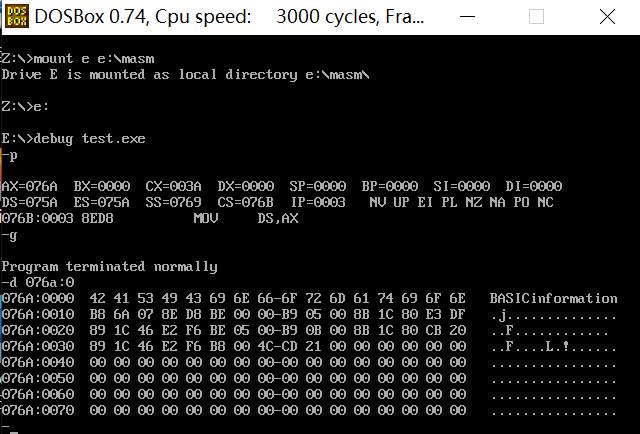 DOSBox 0.74, Cpu speed:    3000 cycles, Fra...
Z:\>mount e e:\masm
Drive E is mounted as local directory e:\masm\
Z:\>e:
E:\>debug test.exe
-p
AX=076A  BX=0000  CX=003A  DX=0000  SP=0000  BP=0000  SI=0000  DI=0000
DS=075A  ES=075A  SS=0769  CS=076B  IP=0003   NV UP EI PL NZ NA PO NC
076B:0003 8ED8          MOV     DS,AX
-g
Program terminated normally
-d 076a:0
076A:0000  42 41 53 49 43 69 6E 66-6F 72 6D 61 74 69 6F 6E   BASICinformation
076A:0010  B8 6A 07 8E D8 BE 00 00-B9 05 00 8B 1C 80 E3 DF   .j..............
076A:0020  89 1C 46 E2 F6 BE 05 00-B9 0B 00 8B 1C 80 CB 20   ..F............
076A:0030  89 1C 46 E2 F6 B8 00 4C-CD 21 00 00 00 00 00 00   ..F....L.!......
076A:0040  00 00 00 00 00 00 00 00-00 00 00 00 00 00 00 00   ................
076A:0050  00 00 00 00 00 00 00 00-00 00 00 00 00 00 00 00   ................
076A:0060  00 00 00 00 00 00 00 00-00 00 00 00 00 00 00 00   ................
076A:0070  00 00 00 00 00 00 00 00-00 00 00 00 00 00 00 00   ................
-